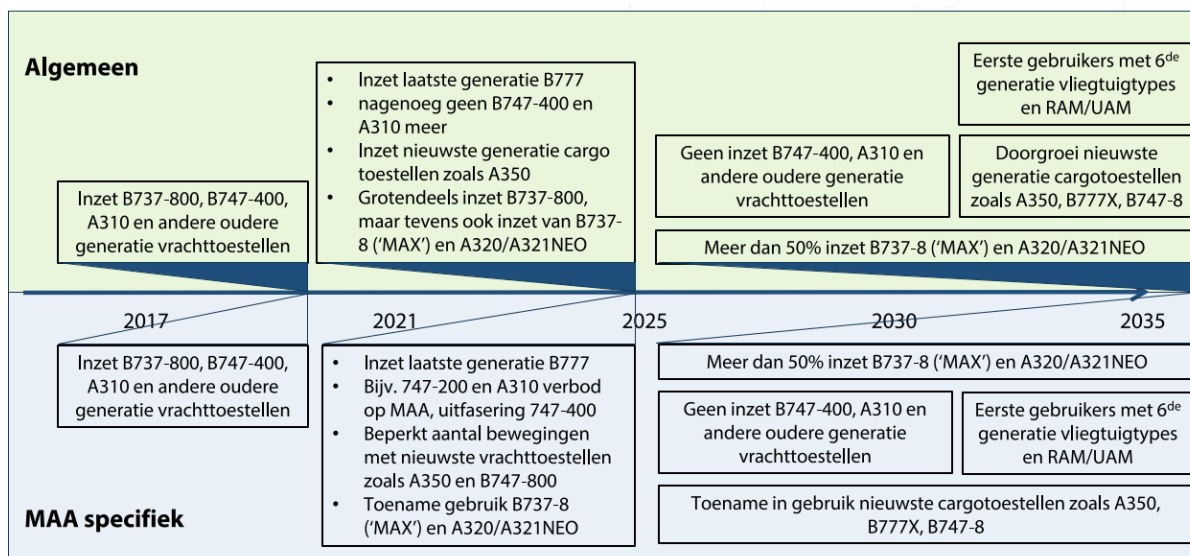 Algemeen
Inzet B737-800, B747-400,
A310 en andere oudere
generatie vrachttoestellen
• Inzet laatste generatie B777
• nagenoeg geen B747-400 en
A310 meer
• Inzet nieuwste generatie cargo
toestellen zoals A350
• Grotendeels inzet B737-800,
maar tevens ook inzet van B737-
8 (‘MAX’) en A320/A321NEO
Eerste gebruikers met 6de
generatie vliegtuigtypes
en RAM/UAM
Geen inzet B747-400, A310 en
andere oudere generatie
vrachttoestellen
Doorgroei nieuwste
generatie cargotoestellen
zoals A350, B777X, B747-8
Meer dan 50% inzet B737-8 (‘MAX’) en A320/A321NEO
2017 2021 2025 2030 2035
Inzet B737-800, B747-400,
A310 en andere oudere
generatie vrachttoestellen
• Inzet laatste generatie B777
• Bijv. 747-200 en A310 verbod
op MAA, uitfasering 747-400
• Beperkt aantal bewegingen
met nieuwste vrachttoestellen
zoals A350 en B747-800
• Toename gebruik B737-8
(‘MAX’) en A320/A321NEO
Meer dan 50% inzet B737-8 (‘MAX’) en A320/A321NEO
Geen inzet B747-400, A310 en
andere oudere generatie
vrachttoestellen
Eerste gebruikers met 6de
generatie vliegtuigtypes
en RAM/UAM
Toename in gebruik nieuwste cargotoestellen zoals A350,
B777X, B747-8
MAA specifiek